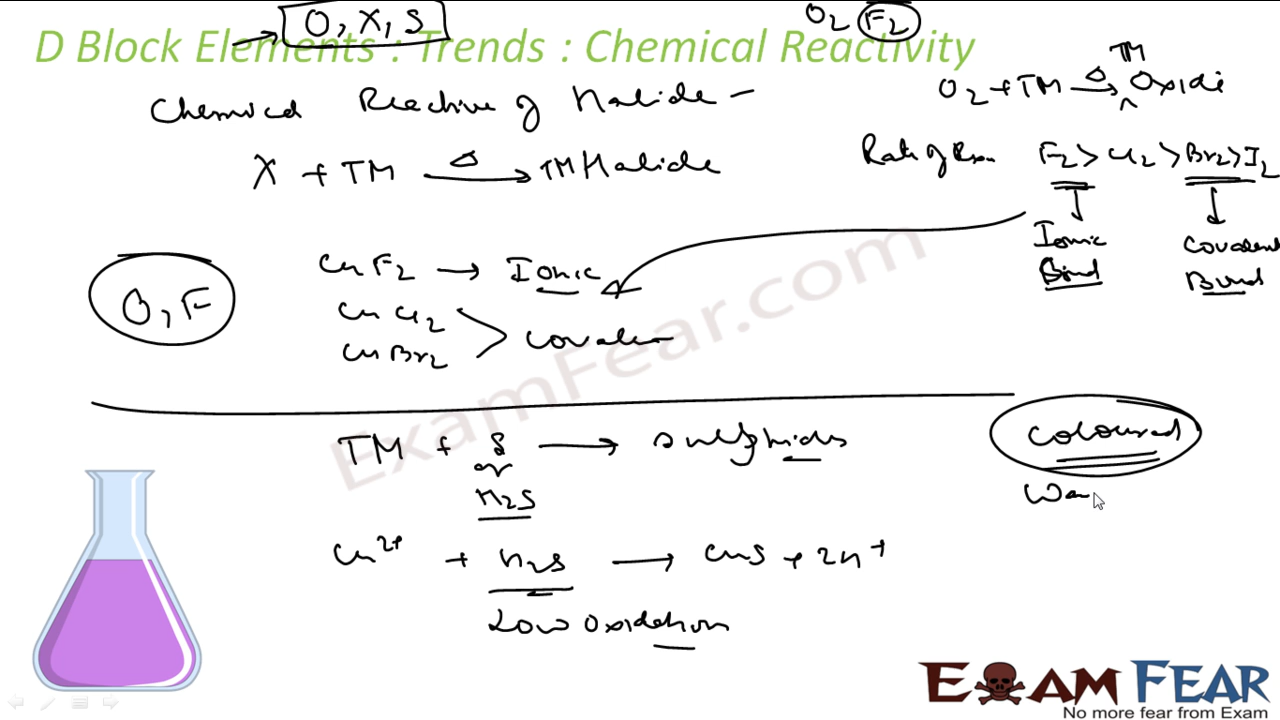 O, X, S
O2 F2
D Block Elements : Trends : Chemical Reactivity
Chemical Reactive of Halide -
O2 + TM △→ TM Oxide
X + TM △→ TM Halide
Rate of Rxn F2 > Cl2 > Br2 > I2
Ionic Bond
Covalent Bond
O, F
CuF2 → Ionic
CuCl2
CuBr2
Covalen
ExamFear.com
TM + S → Sulphides
or
H2S
Coloured
Wa
Cu2+ + H2S → CuS + 2H+
Low Oxidation
EXAM FEAR
No more fear from Exam